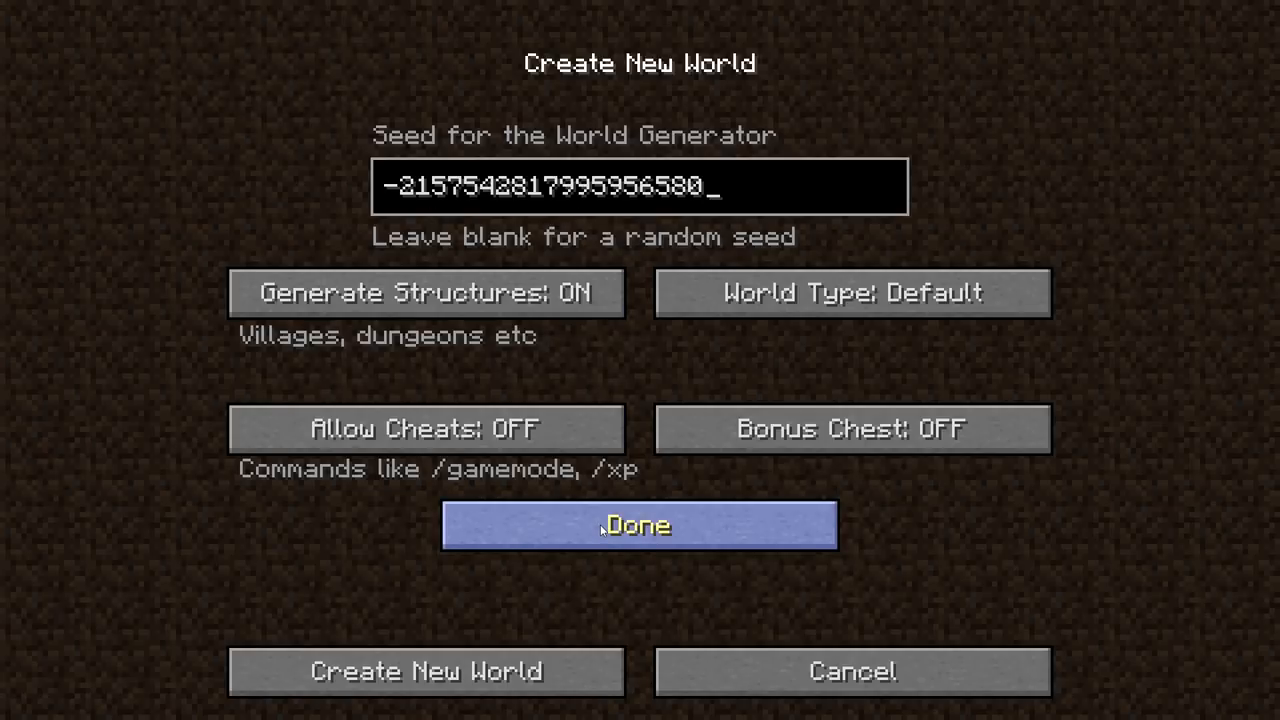 Create New World
Seed for the World Generator
-2157542817995956580_
Leave blank for a random seed
Generate Structures: ON
World Type: Default
Villages, dungeons etc
Allow Cheats: OFF
Bonus Chest: OFF
Commands like /gamemode, /xp
Done
Create New World
Cancel